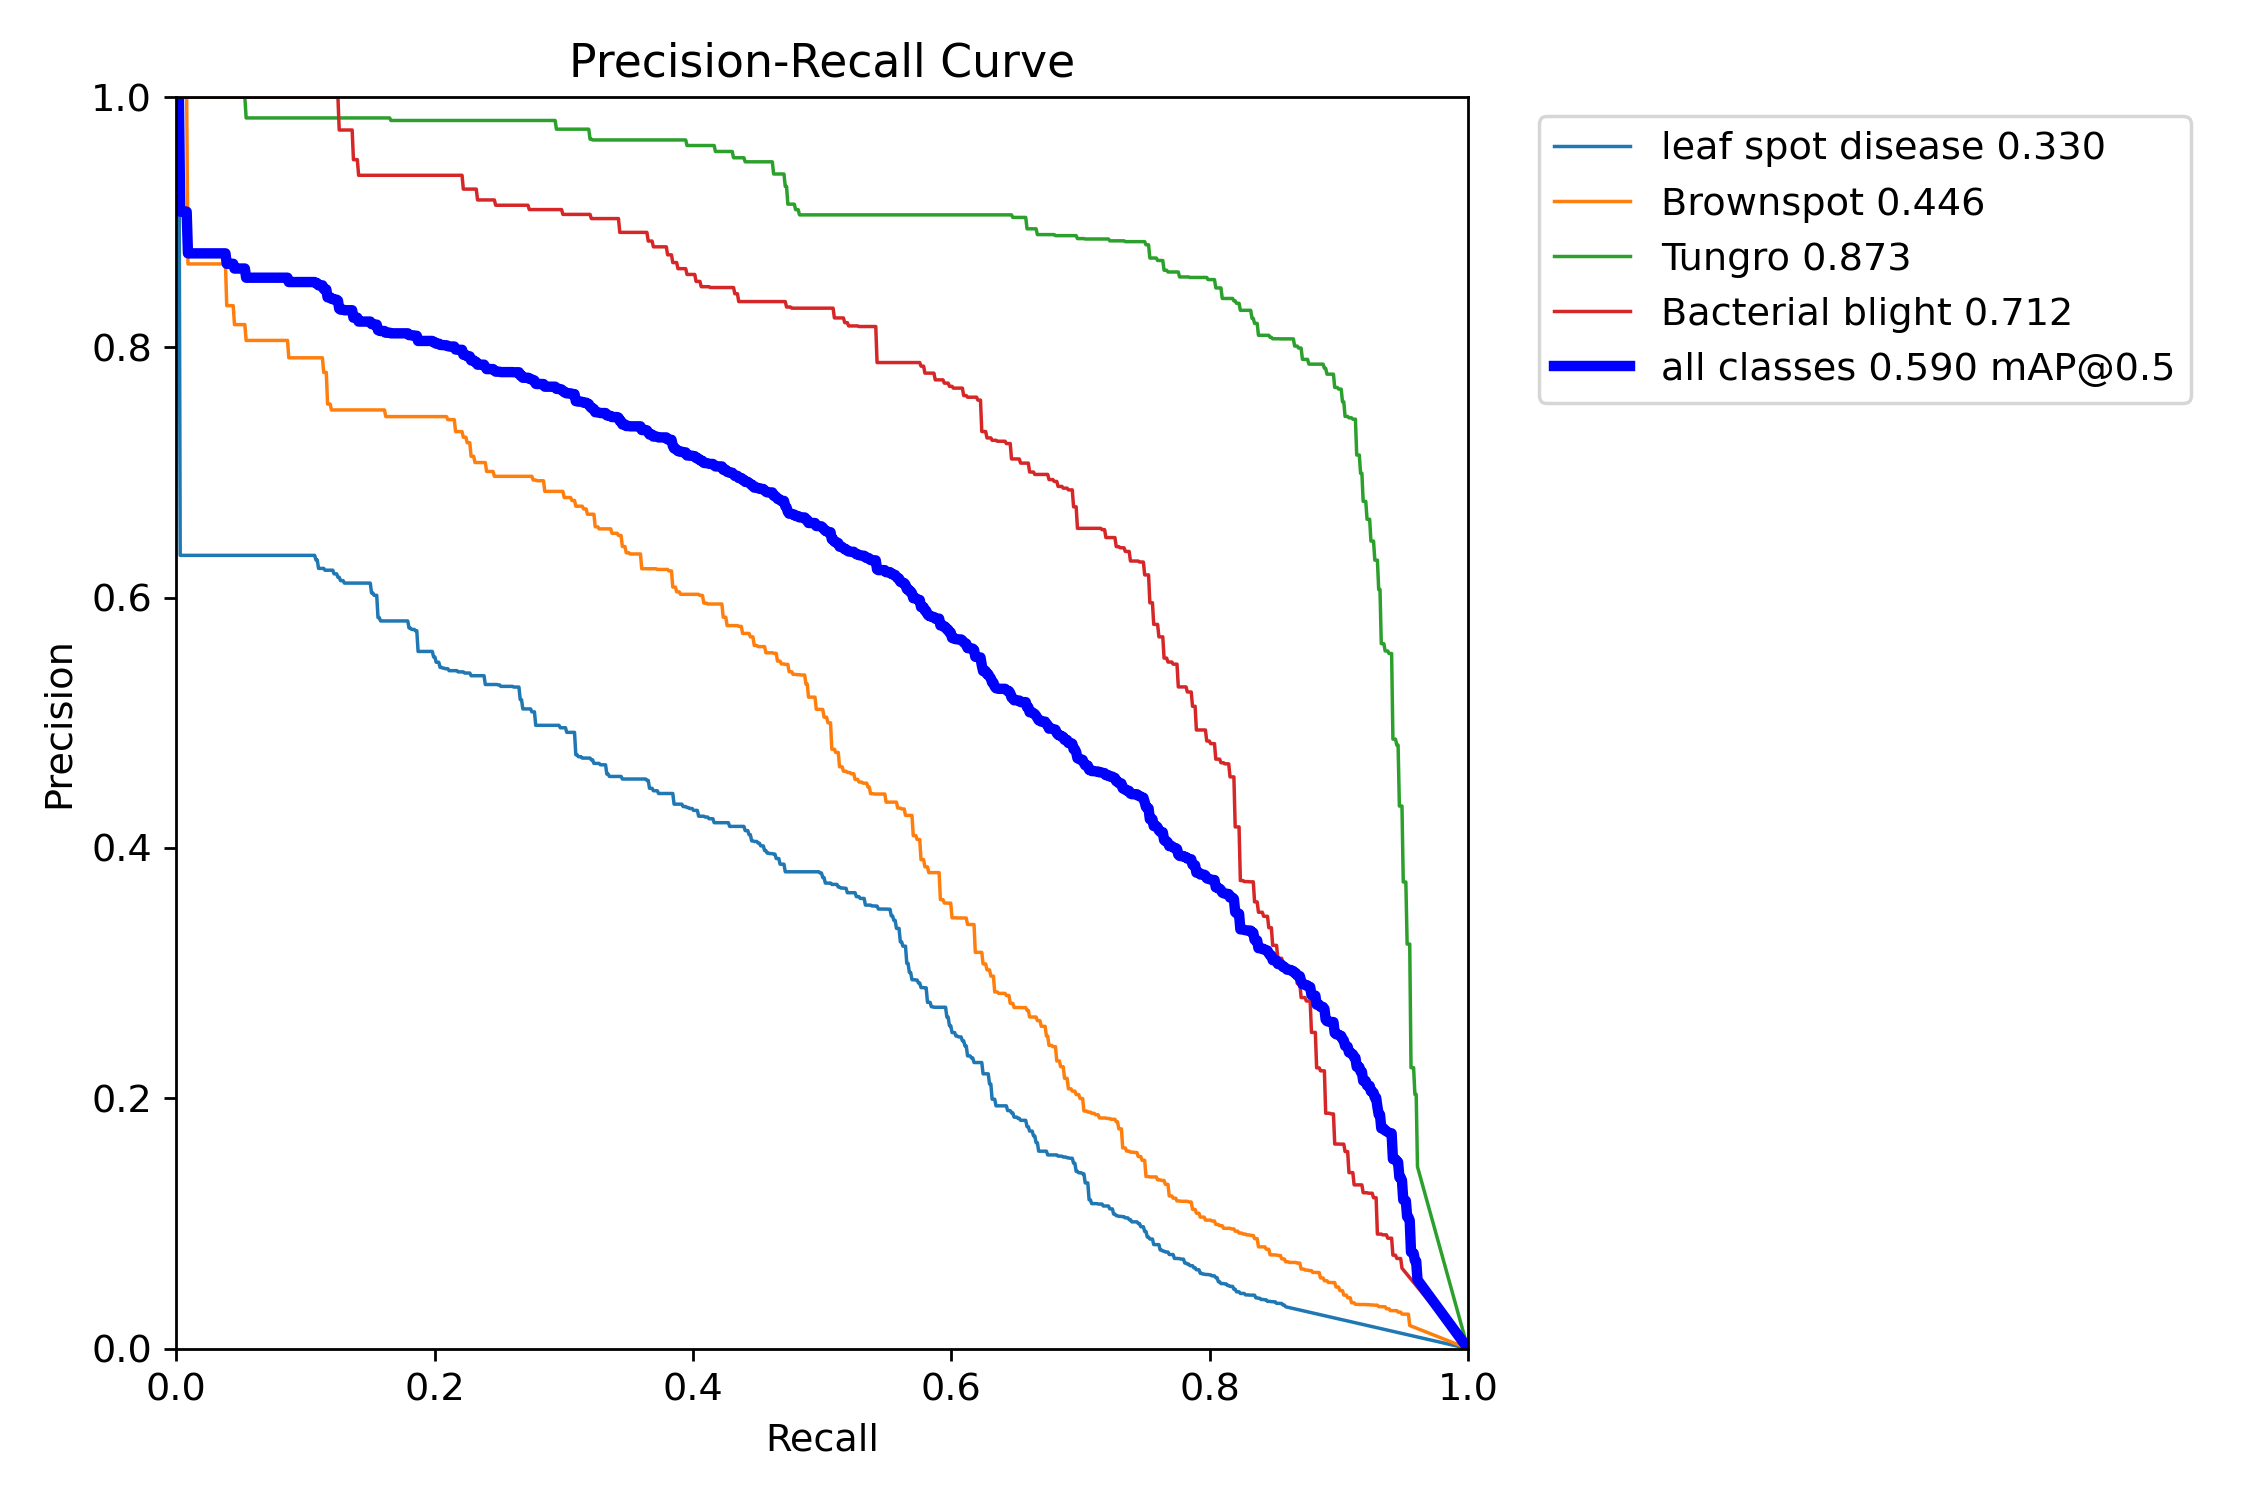 Precision-Recall Curve
1.0
0.8
0.6
0.4
0.2
0.0
Precision
0.0 0.2 0.4 0.6 0.8 1.0
Recall
leaf spot disease 0.330
Brownspot 0.446
Tungro 0.873
Bacterial blight 0.712
all classes 0.590 mAP@0.5